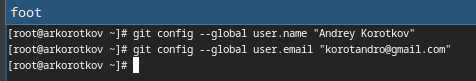 foot
[root@arkorotkov ~]# git config --global user.name "Andrey Korotkov"
[root@arkorotkov ~]# git config --global user.email "korotandro@gmail.com"
[root@arkorotkov ~]#